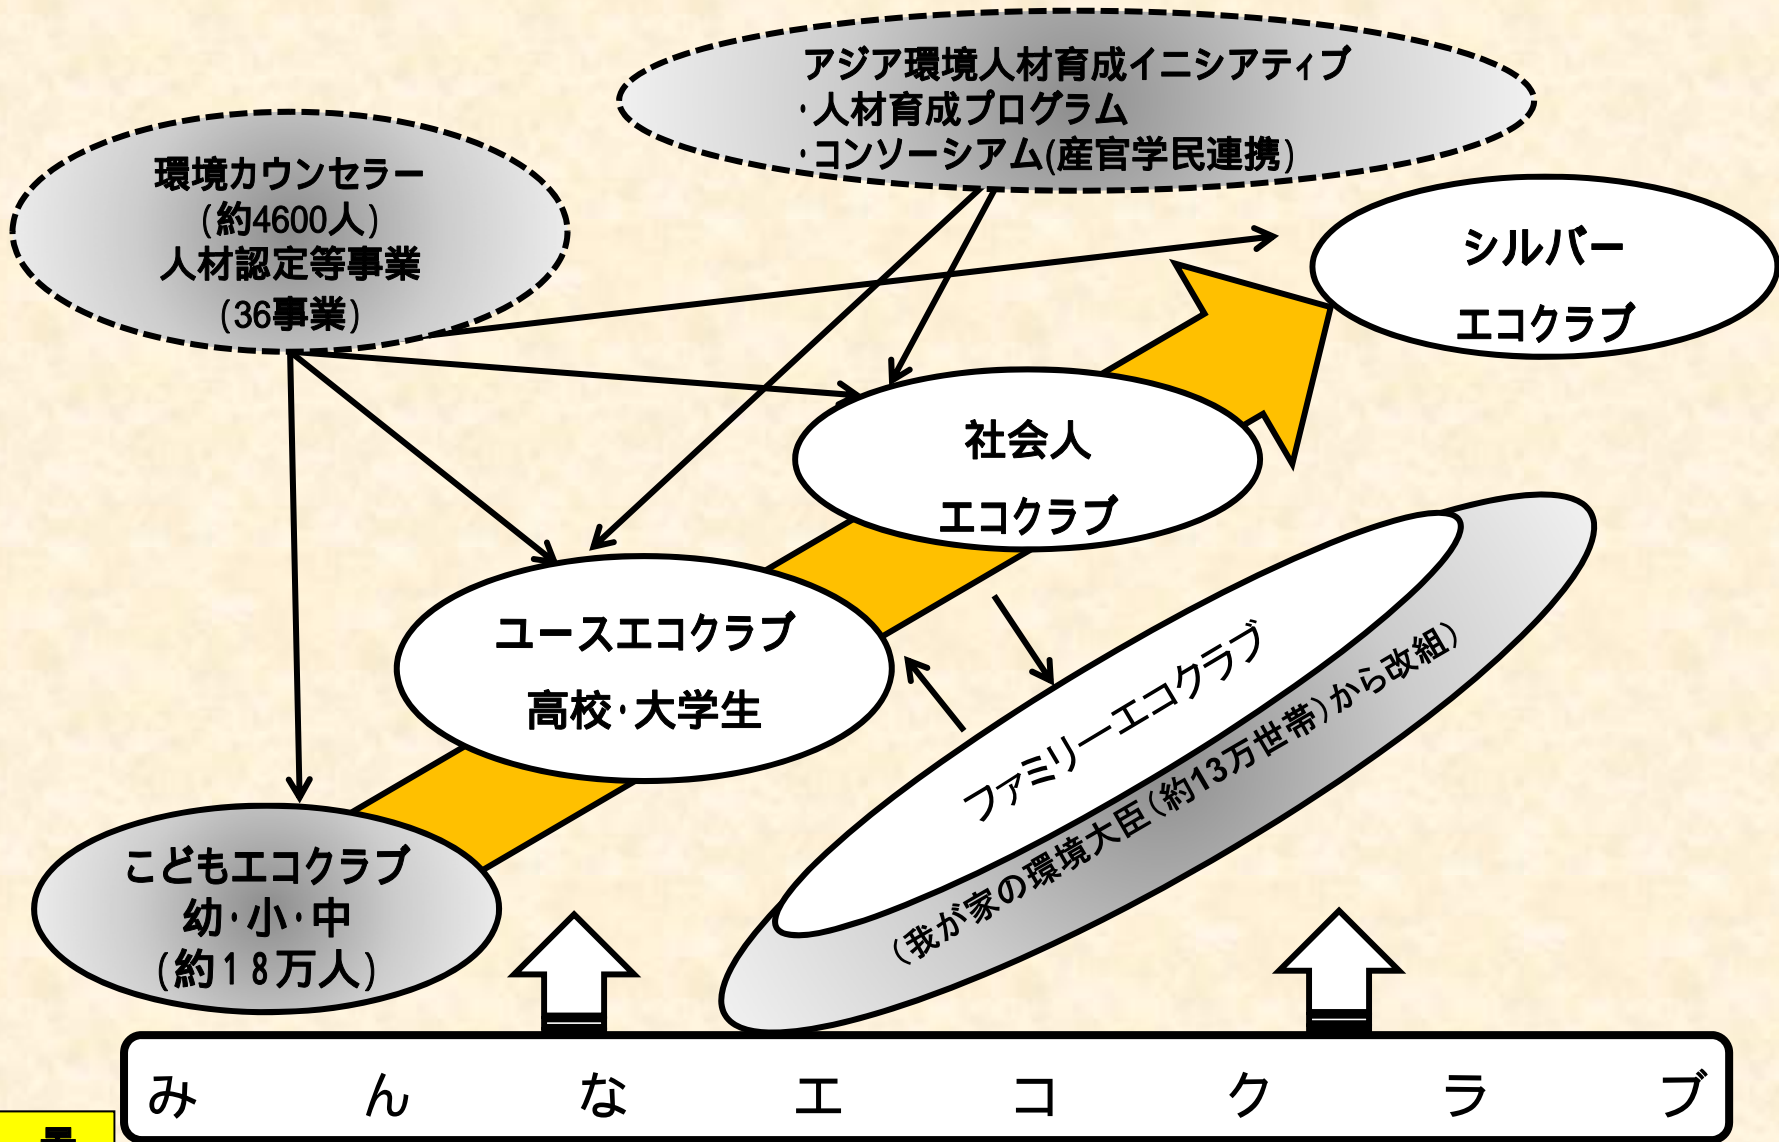 アジア環境人材育成イニシアティブ
・人材育成プログラム
・コンソーシアム(産官学民連携)
環境カウンセラー
(約4600人)
人材認定等事業
(36事業)
シルバー
エコクラブ
社会人
エコクラブ
ユースエコクラブ
高校・大学生
ファミリーエコクラブ
(我が家の環境大臣(約13万世帯)から改組)
こどもエコクラブ
幼・小・中
(約18万人)
みんなエコクラブ